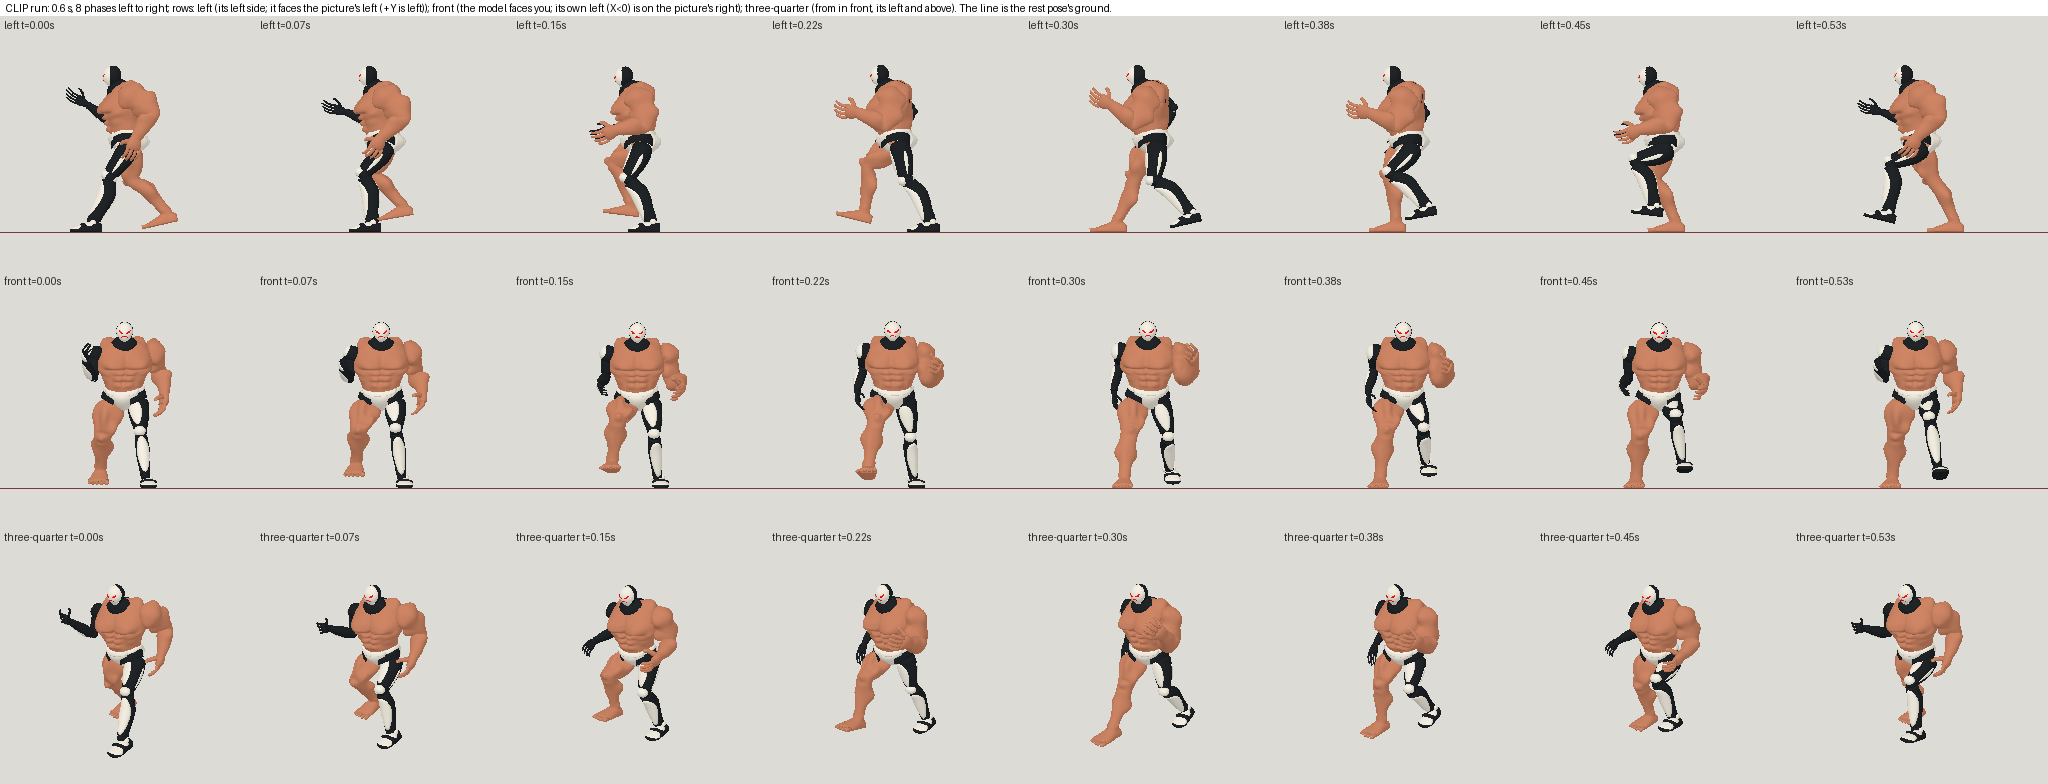 CLIP run: 0.6 s, 8 phases left to right; rows: left (its left side; it faces the picture's left (+Y is left)); front (the model faces you; its own left (X<0) is on the picture's right); three-quarter (from in front, its left and above). The line is the rest pose's ground.
left t=0.00s left t=0.07s left t=0.15s left t=0.22s left t=0.30s left t=0.38s left t=0.45s left t=0.53s
front t=0.00s front t=0.07s front t=0.15s front t=0.22s front t=0.30s front t=0.38s front t=0.45s front t=0.53s
three-quarter t=0.00s three-quarter t=0.07s three-quarter t=0.15s three-quarter t=0.22s three-quarter t=0.30s three-quarter t=0.38s three-quarter t=0.45s three-quarter t=0.53s